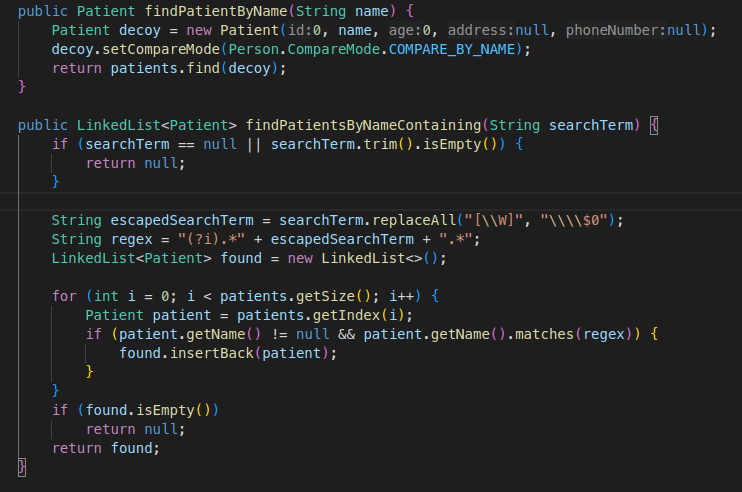 public Patient findPatientByName(String name) {
    Patient decoy = new Patient(id:0, name, age:0, address:null, phoneNumber:null);
    decoy.setCompareMode(Person.CompareMode.COMPARE_BY_NAME);
    return patients.find(decoy);
}

public LinkedList<Patient> findPatientsByNameContaining(String searchTerm) {
    if (searchTerm == null || searchTerm.trim().isEmpty()) {
        return null;
    }

    String escapedSearchTerm = searchTerm.replaceAll("[\\W]", "\\\\$0");
    String regex = "(?i).*" + escapedSearchTerm + ".*";
    LinkedList<Patient> found = new LinkedList<>();

    for (int i = 0; i < patients.getSize(); i++) {
        Patient patient = patients.getIndex(i);
        if (patient.getName() != null && patient.getName().matches(regex)) {
            found.insertBack(patient);
        }
    }
    if (found.isEmpty())
        return null;
    return found;
}